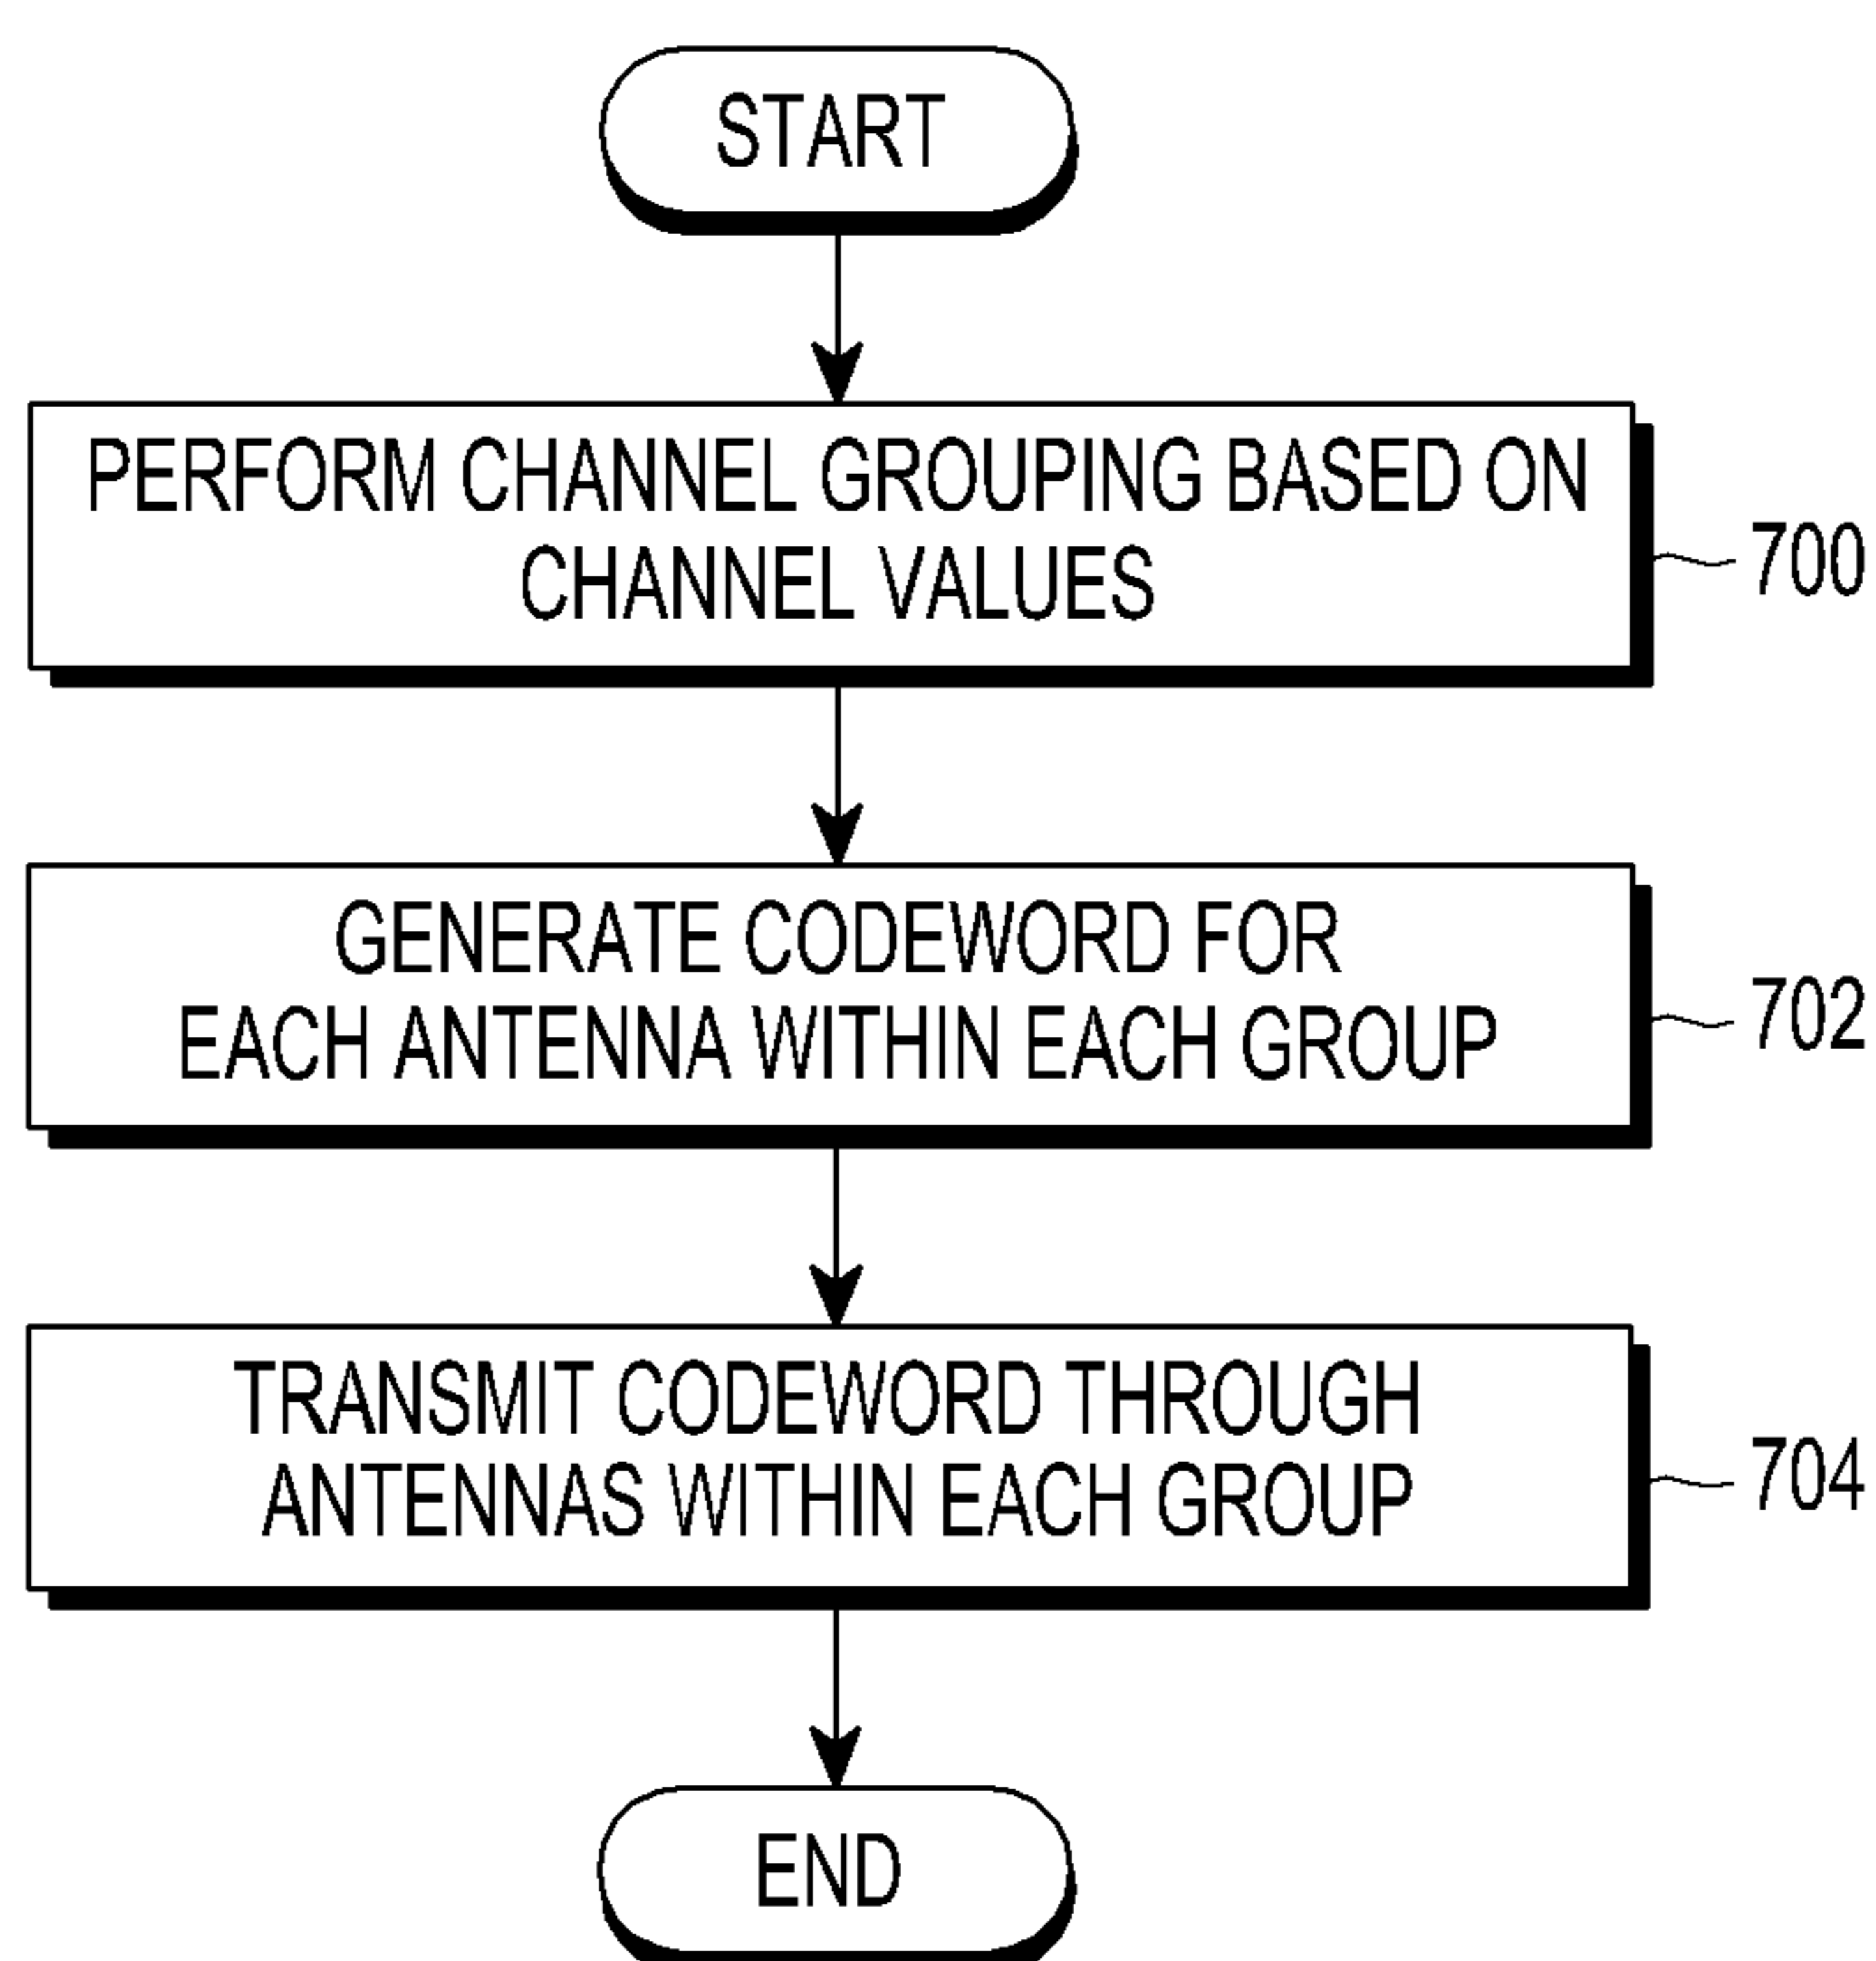 START
PERFORM CHANNEL GROUPING BASED ON
CHANNEL VALUES
700
GENERATE CODEWORD FOR
EACH ANTENNA WITHIN EACH GROUP
702
TRANSMIT CODEWORD THROUGH
ANTENNAS WITHIN EACH GROUP
704
END